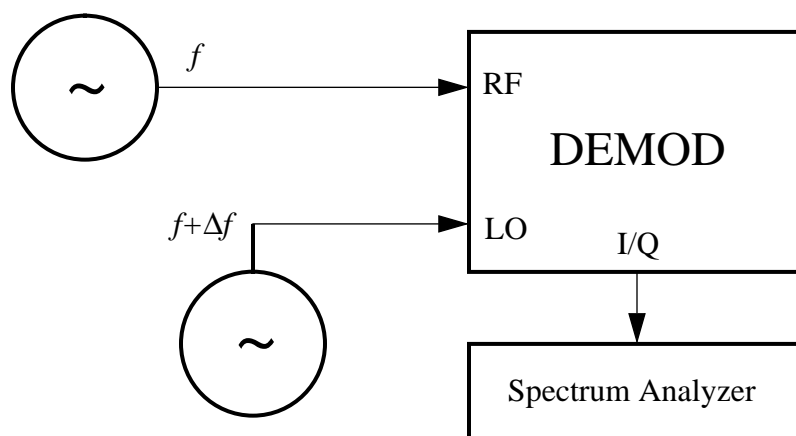 f
RF
DEMOD
f+Δf
LO
I/Q
~
~
Spectrum Analyzer